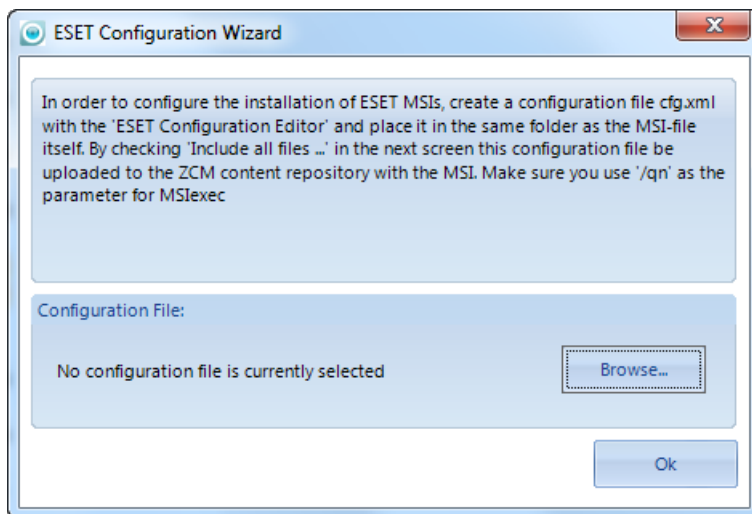 ESET Configuration Wizard
In order to configure the installation of ESET MSIs, create a configuration file cfg.xml
with the 'ESET Configuration Editor' and place it in the same folder as the MSI-file
itself. By checking 'Include all files ...' in the next screen this configuration file be
uploaded to the ZCM content repository with the MSI. Make sure you use '/qn' as the
parameter for MSIexec
Configuration File:
No configuration file is currently selected
Browse...
Ok